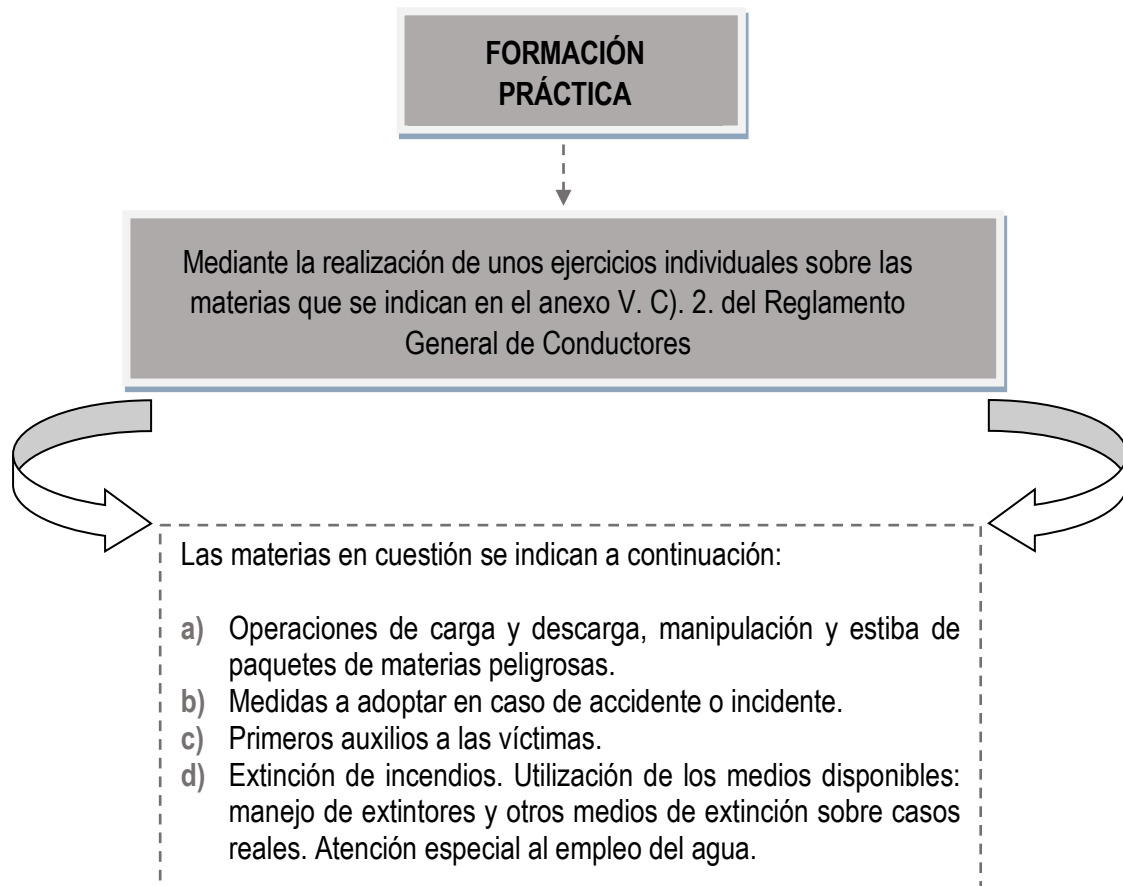 FORMACIÓN
PRÁCTICA
Mediante la realización de unos ejercicios individuales sobre las
materias que se indican en el anexo V. C). 2. del Reglamento
General de Conductores
Las materias en cuestión se indican a continuación:
a) Operaciones de carga y descarga, manipulación y estiba de
paquetes de materias peligrosas.
b) Medidas a adoptar en caso de accidente o incidente.
c) Primeros auxilios a las víctimas.
d) Extinción de incendios. Utilización de los medios disponibles:
manejo de extintores y otros medios de extinción sobre casos
reales. Atención especial al empleo del agua.